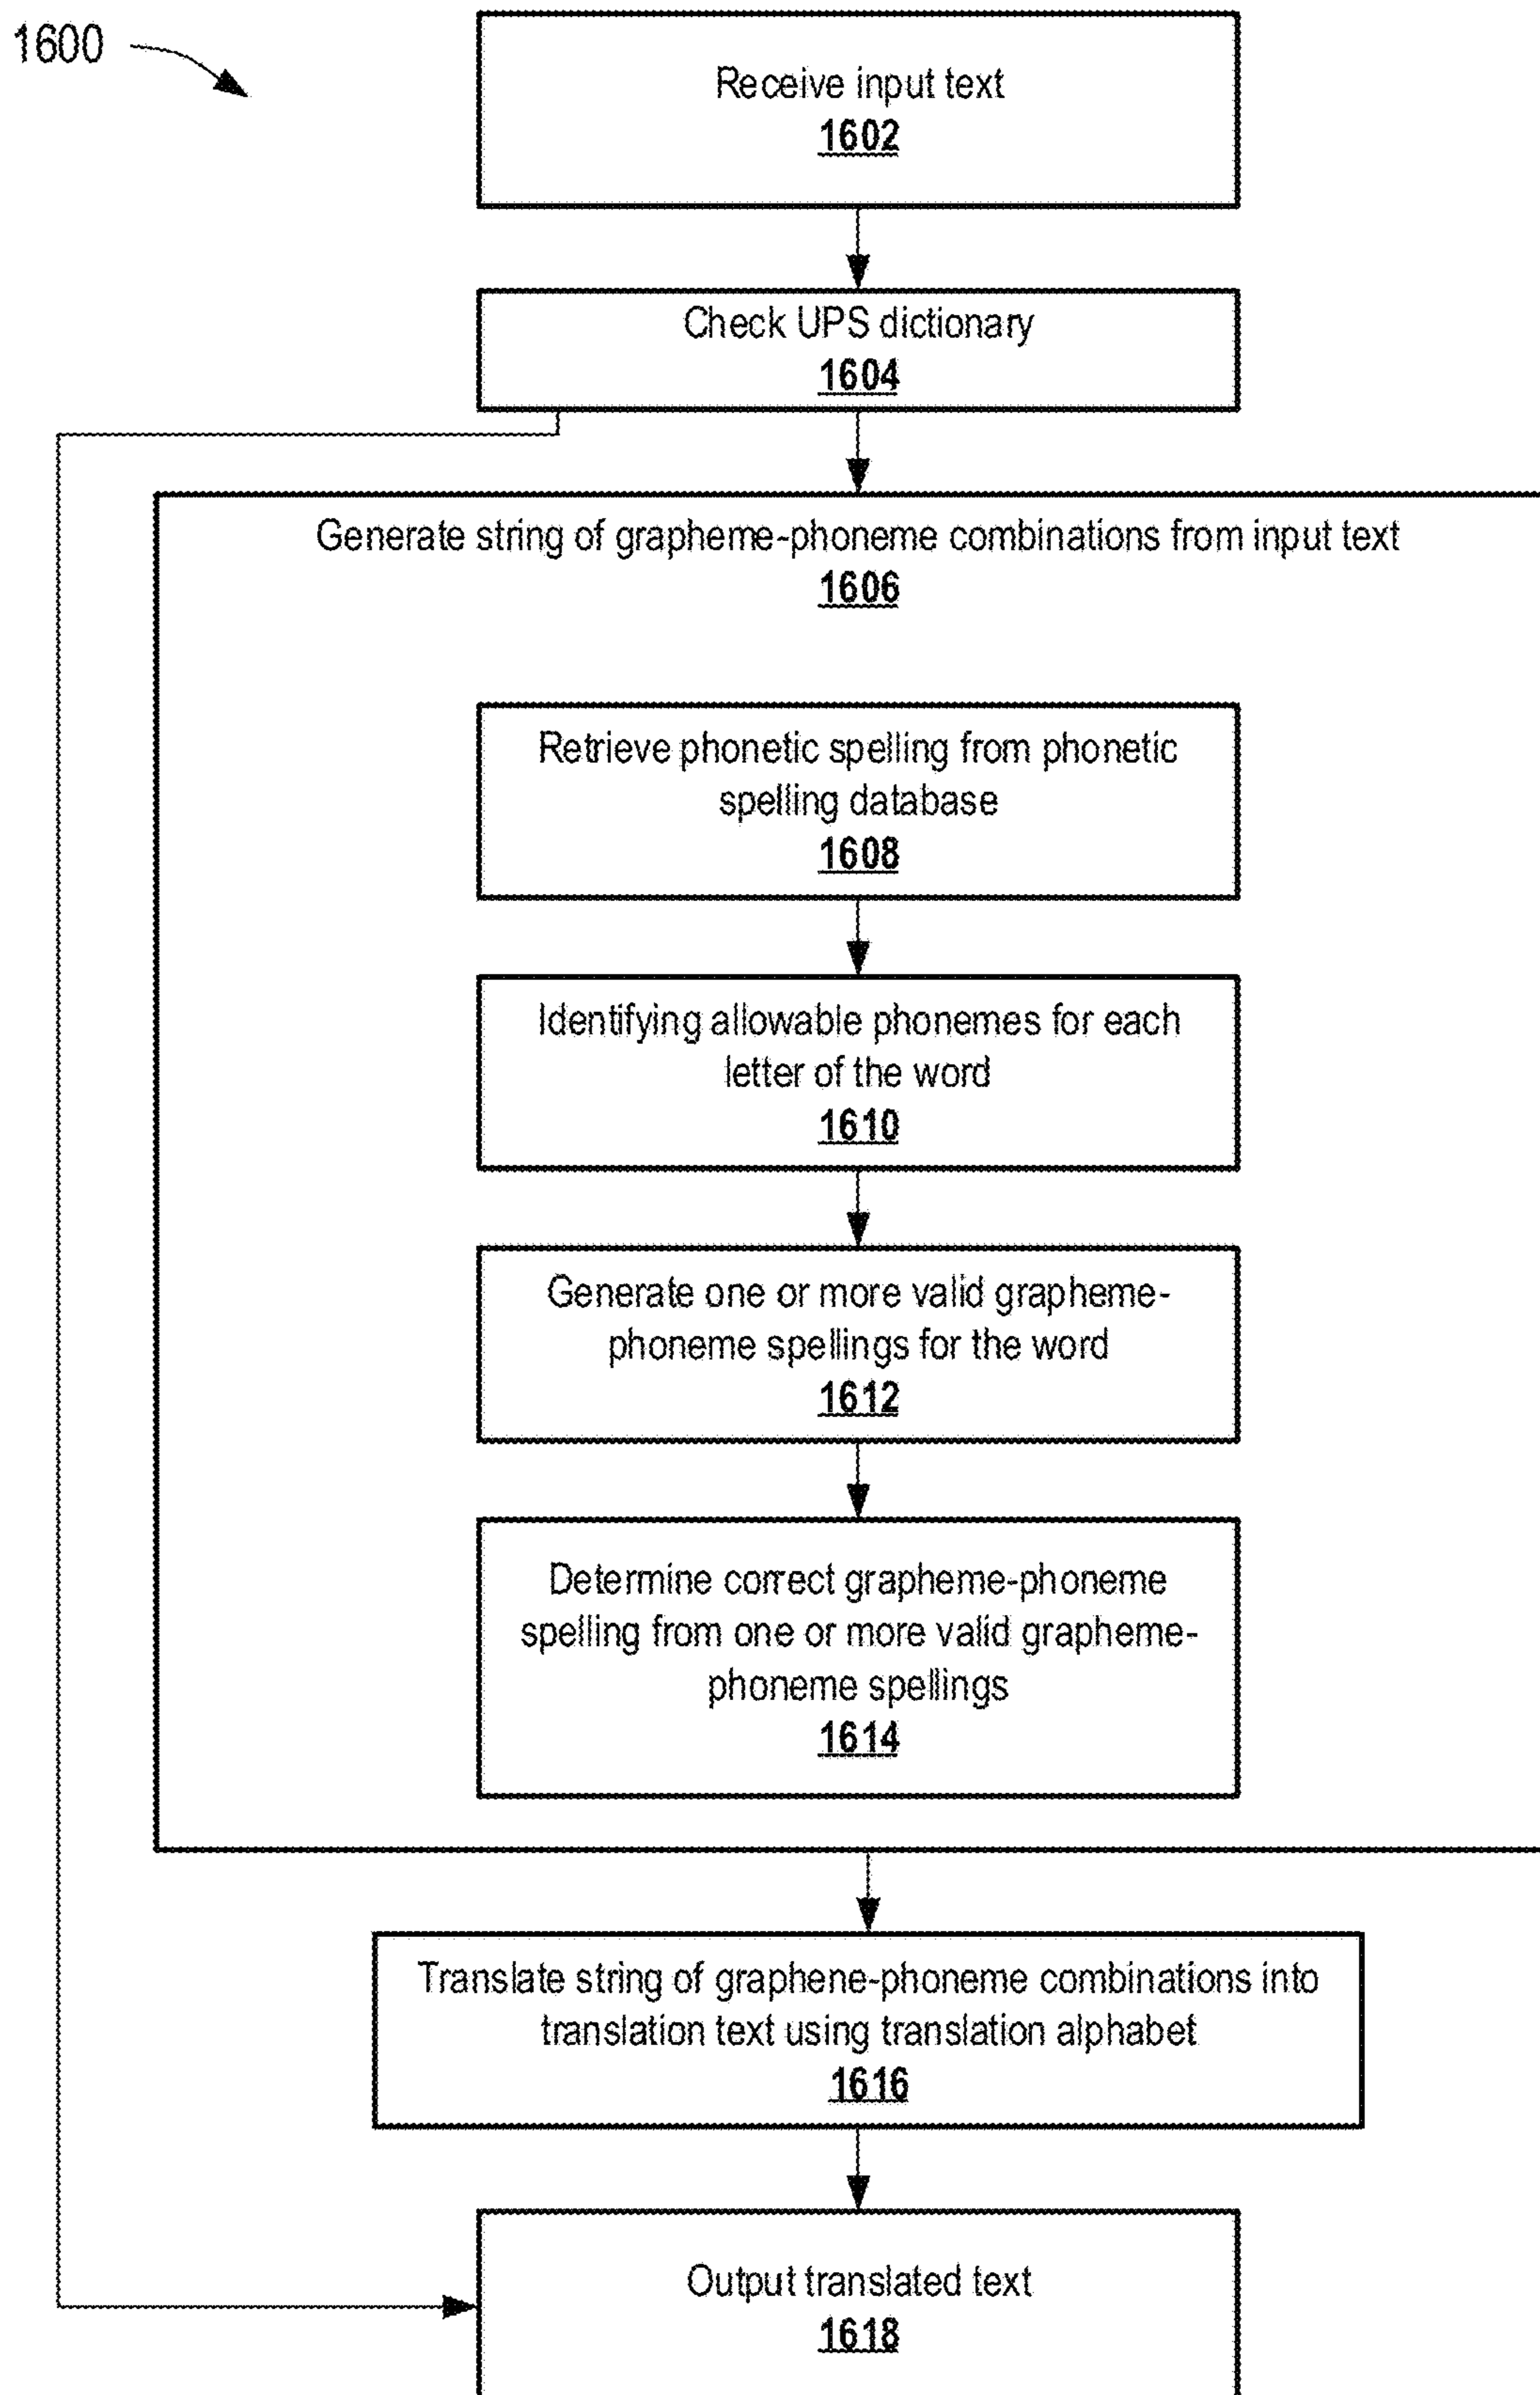 1600
Receive input text
1602
Check UPS dictionary
1604
Generate string of grapheme-phoneme combinations from input text
1606
Retrieve phonetic spelling from phonetic
spelling database
1608
Identifying allowable phonemes for each
letter of the word
1610
Generate one or more valid grapheme-
phoneme spellings for the word
1612
Determine correct grapheme-phoneme
spelling from one or more valid grapheme-
phoneme spellings
1614
Translate string of graphene-phoneme combinations into
translation text using translation alphabet
1616
Output translated text
1618